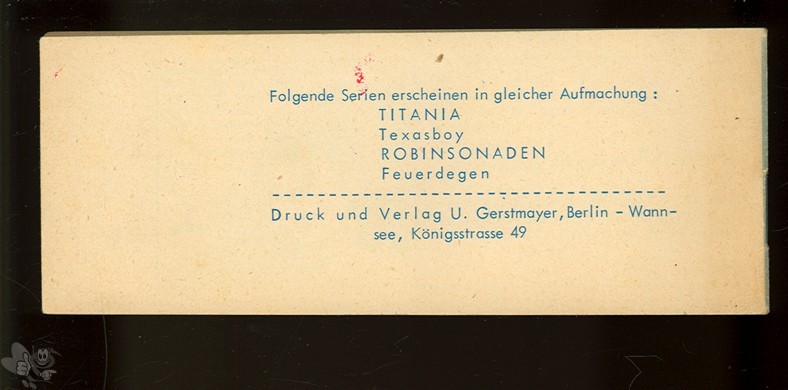 Folgende Serien erscheinen in gleicher Aufmachung :
TITANIA
Texasboy
ROBINSONADEN
Feuerdegen
Druck und Verlag U. Gerstmayer, Berlin - Wann-
see, Königsstrasse 49